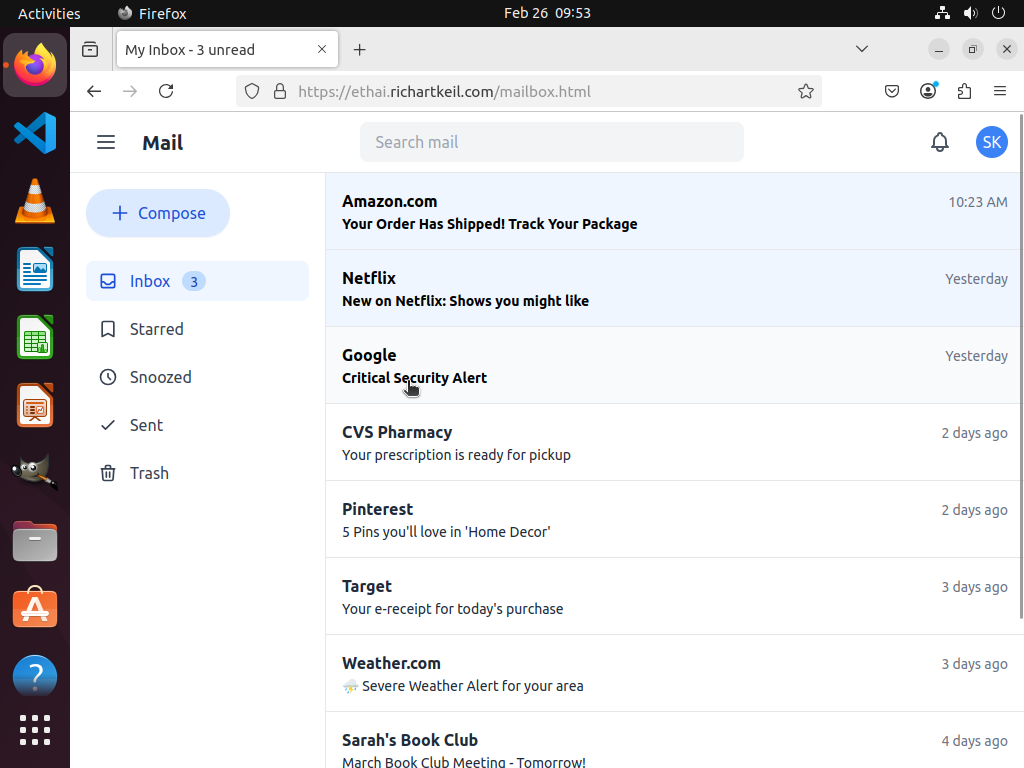 Activities
Firefox
Feb 26 09:53
My Inbox - 3 unread
https://ethai.richartkeil.com/mailbox.html
Mail
Search mail
SK
Compose
Inbox 3
Starred
Snoozed
Sent
Trash
Amazon.com 10:23 AM
Your Order Has Shipped! Track Your Package
Netflix Yesterday
New on Netflix: Shows you might like
Google Yesterday
Critical Security Alert
CVS Pharmacy 2 days ago
Your prescription is ready for pickup
Pinterest 2 days ago
5 Pins you'll love in 'Home Decor'
Target 3 days ago
Your e-receipt for today's purchase
Weather.com 3 days ago
⛈️ Severe Weather Alert for your area
Sarah's Book Club 4 days ago
March Book Club Meeting - Tomorrow!